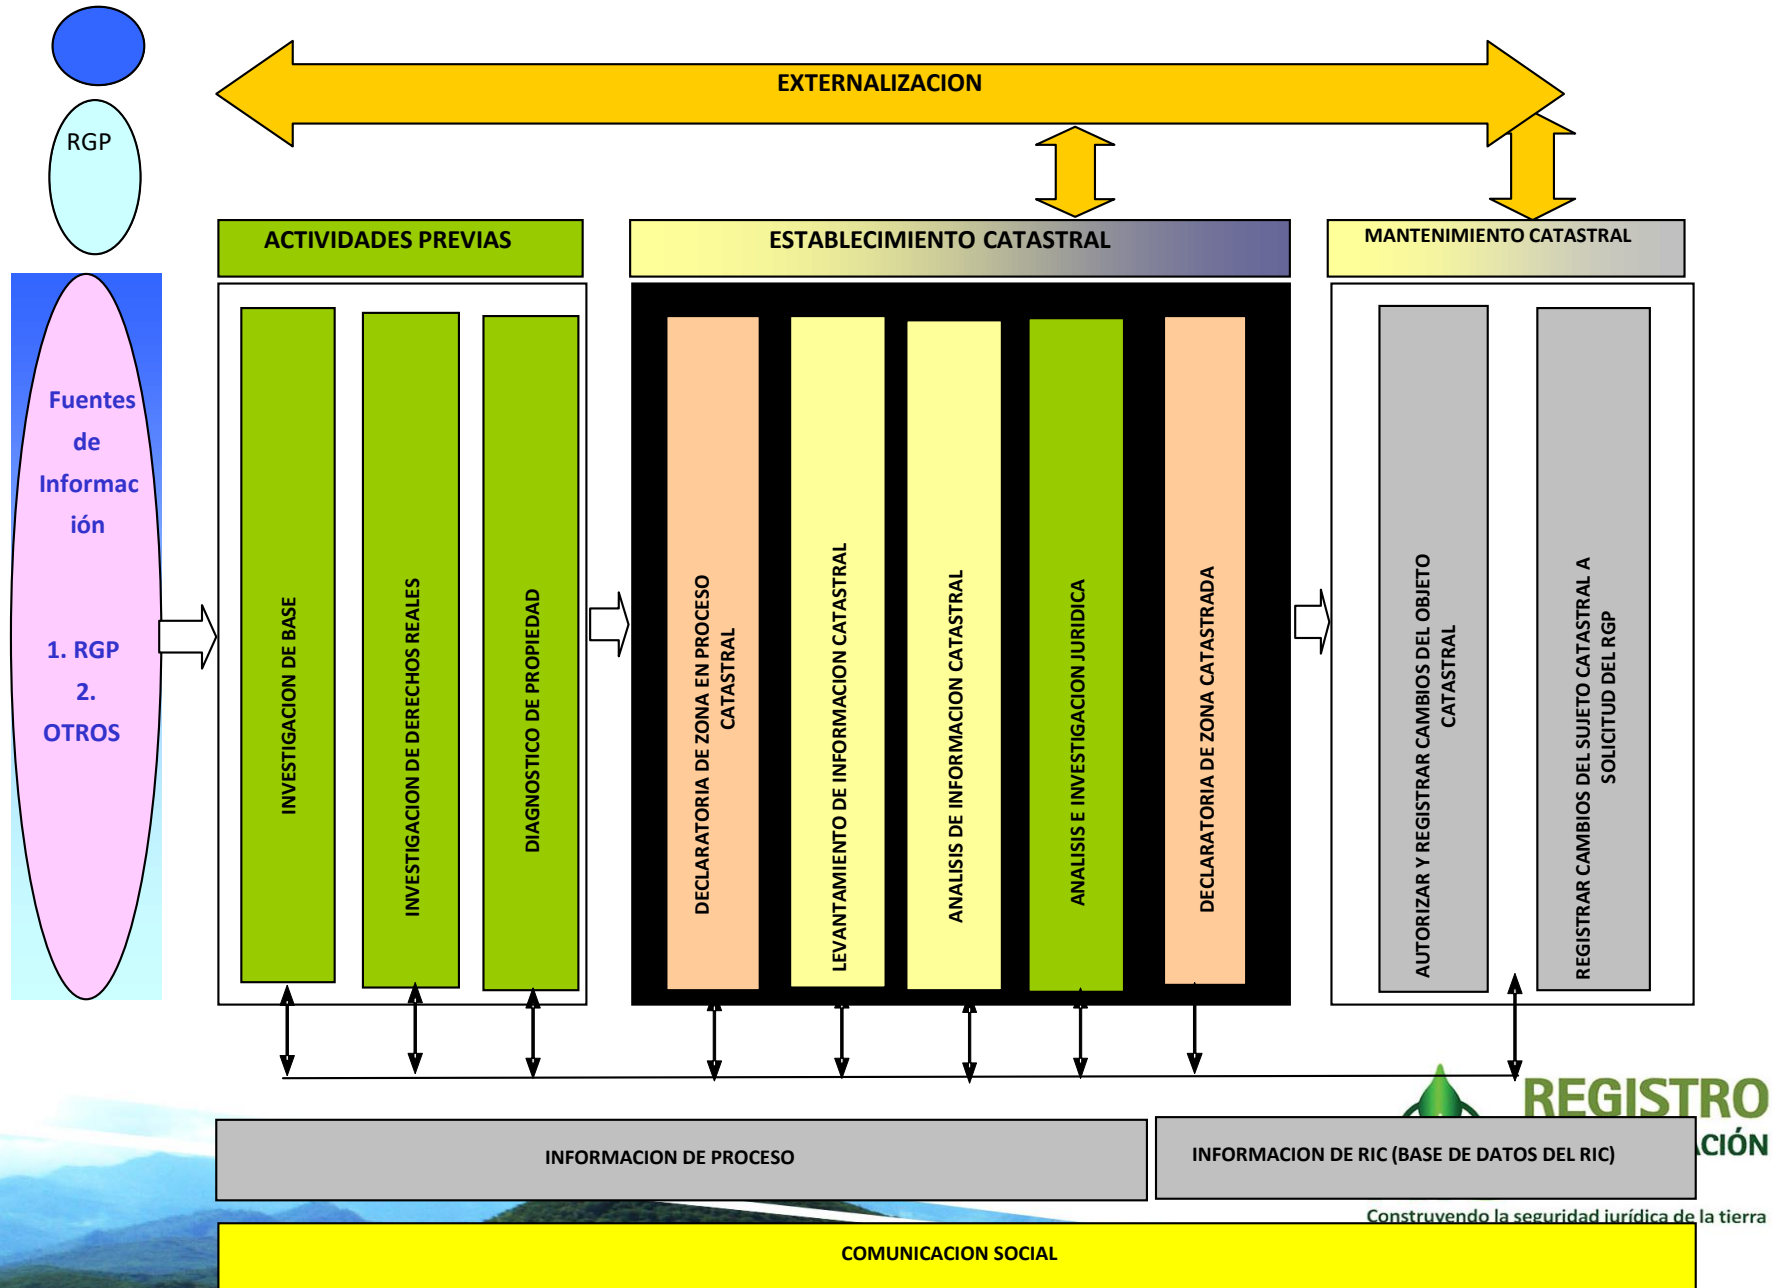 EXTERNALIZACION
RGP
ACTIVIDADES PREVIAS
ESTABLECIMIENTO CATASTRAL
MANTENIMIENTO CATASTRAL
Fuentes
de
Informac
ión
1. RGP
2.
OTROS
INVESTIGACION DE BASE
INVESTIGACION DE DERECHOS REALES
DIAGNOSTICO DE PROPIEDAD
DECLARATORIA DE ZONA EN PROCESO
CATASTRAL
LEVANTAMIENTO DE INFORMACION CATASTRAL
ANALISIS DE INFORMACION CATASTRAL
ANALISIS E INVESTIGACION JURIDICA
DECLARATORIA DE ZONA CATASTRADA
AUTORIZAR Y REGISTRAR CAMBIOS DEL OBJETO
CATASTRAL
REGISTRAR CAMBIOS DEL SUJETO CATASTRAL A
SOLICITUD DEL RGP
REGISTRO
CIÓN
INFORMACION DE PROCESO
INFORMACION DE RIC (BASE DE DATOS DEL RIC)
Construyendo la seguridad jurídica de la tierra
COMUNICACION SOCIAL